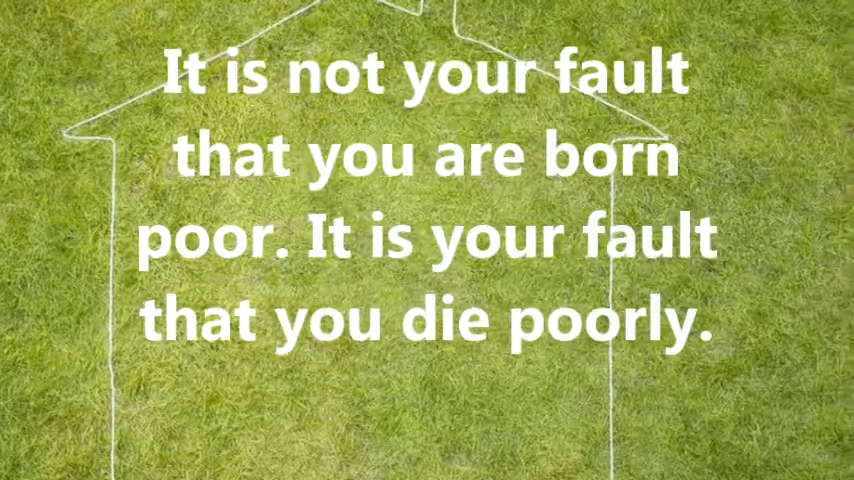 It is not your fault
that you are born
poor. It is your fault
that you die poorly.